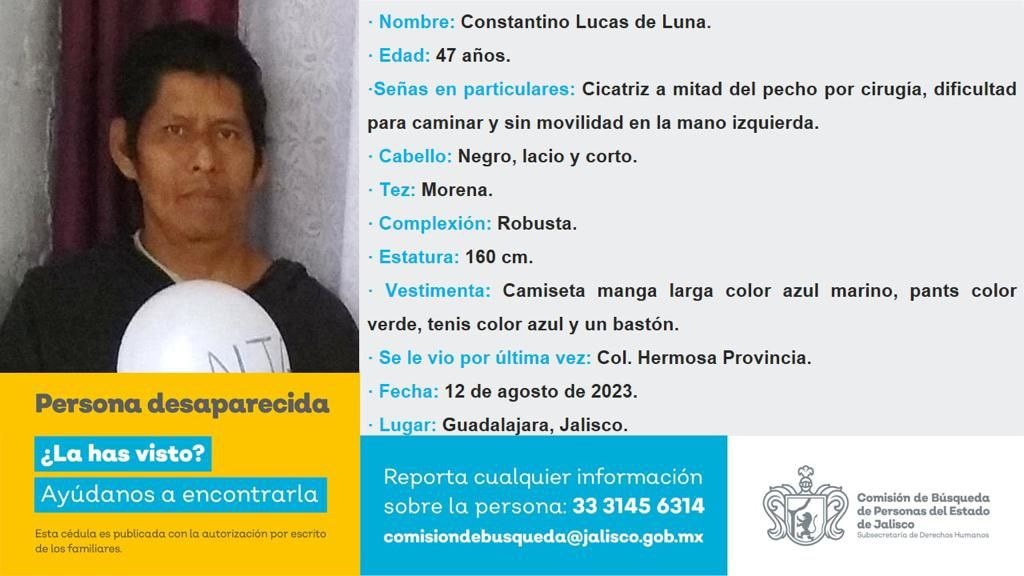 · Nombre: Constantino Lucas de Luna.
· Edad: 47 años.
·Señas en particulares: Cicatriz a mitad del pecho por cirugía, dificultad
para caminar y sin movilidad en la mano izquierda.
· Cabello: Negro, lacio y corto.
· Tez: Morena.
· Complexión: Robusta.
· Estatura: 160 cm.
· Vestimenta: Camiseta manga larga color azul marino, pants color
verde, tenis color azul y un bastón.
· Se le vio por última vez: Col. Hermosa Provincia.
· Fecha: 12 de agosto de 2023.
· Lugar: Guadalajara, Jalisco.
Persona desaparecida
¿La has visto?
Ayúdanos a encontrarla
Esta cédula es publicada con la autorización por escrito
de los familiares.
Reporta cualquier información
sobre la persona: 33 3145 6314
comisiondebusqueda@jalisco.gob.mx
Comisión de Búsqueda
de Personas del Estado
de Jalisco
Subsecretaría de Derechos Humanos